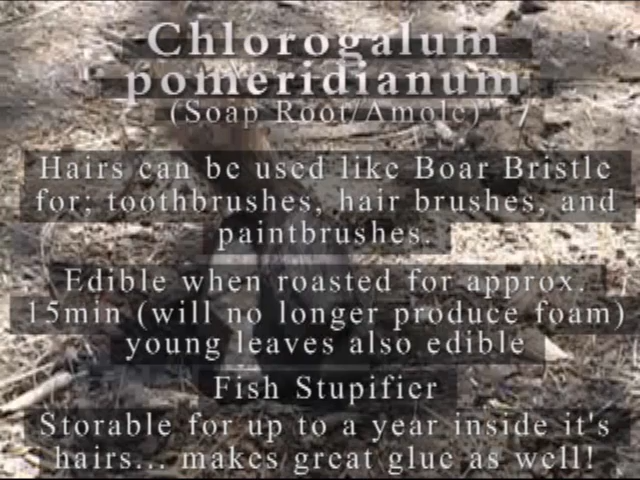 Chlorogalum
pomeridianum
(Soap Root/Amole)
Hairs can be used like Boar Bristle
for; toothbrushes, hair brushes, and
paintbrushes.
Edible when roasted for approx.
15min (will no longer produce foam)
young leaves also edible
Fish Stupifier
Storable for up to a year inside it's
hairs... makes great glue as well!